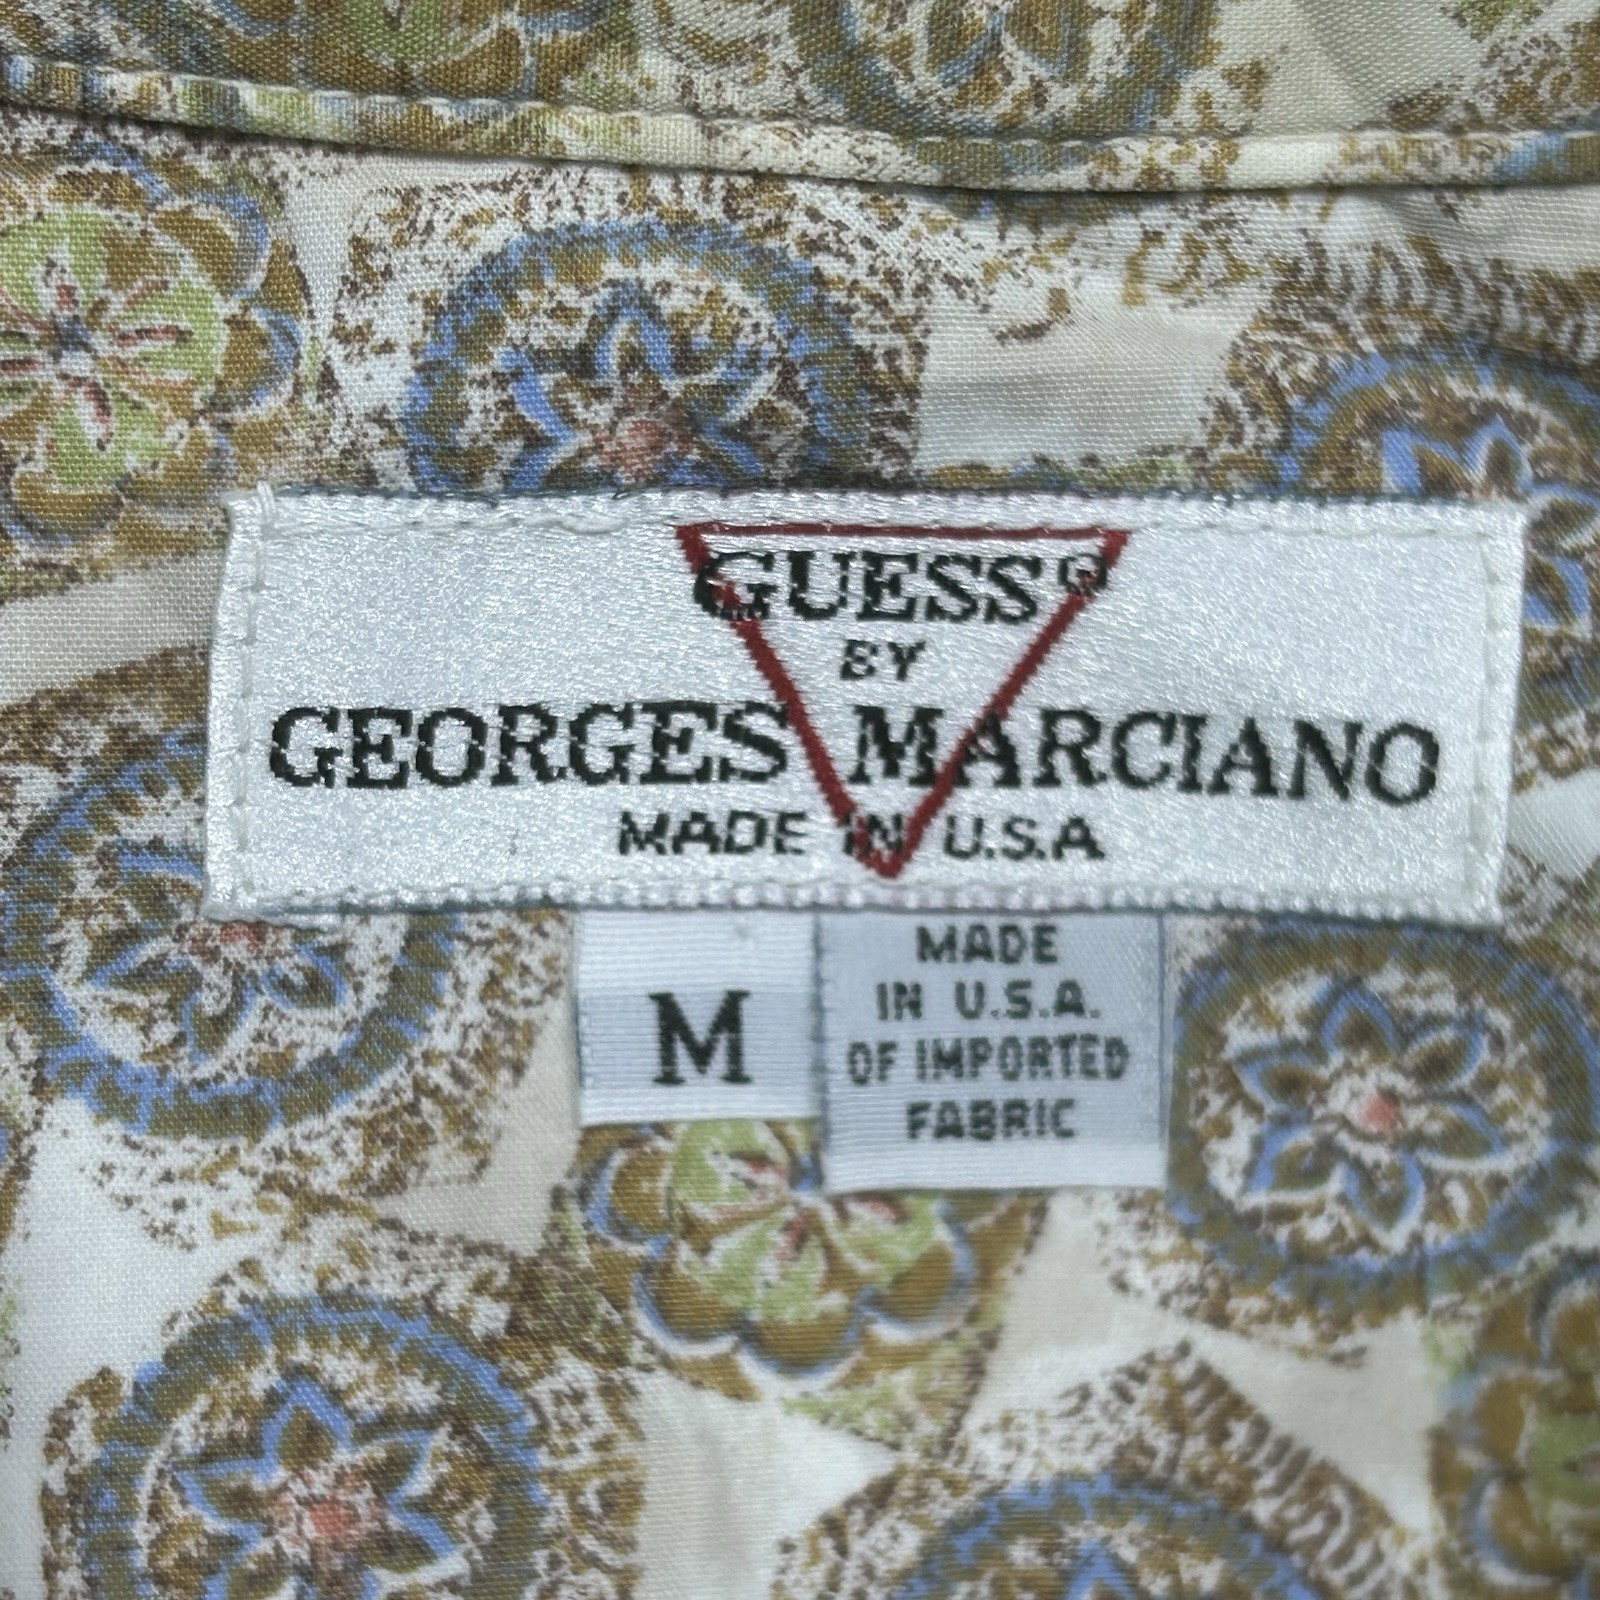 GUESS®
BY
GEORGES MARCIANO
MADE IN U.S.A
M
MADE
IN U.S.A.
OF IMPORTED
FABRIC